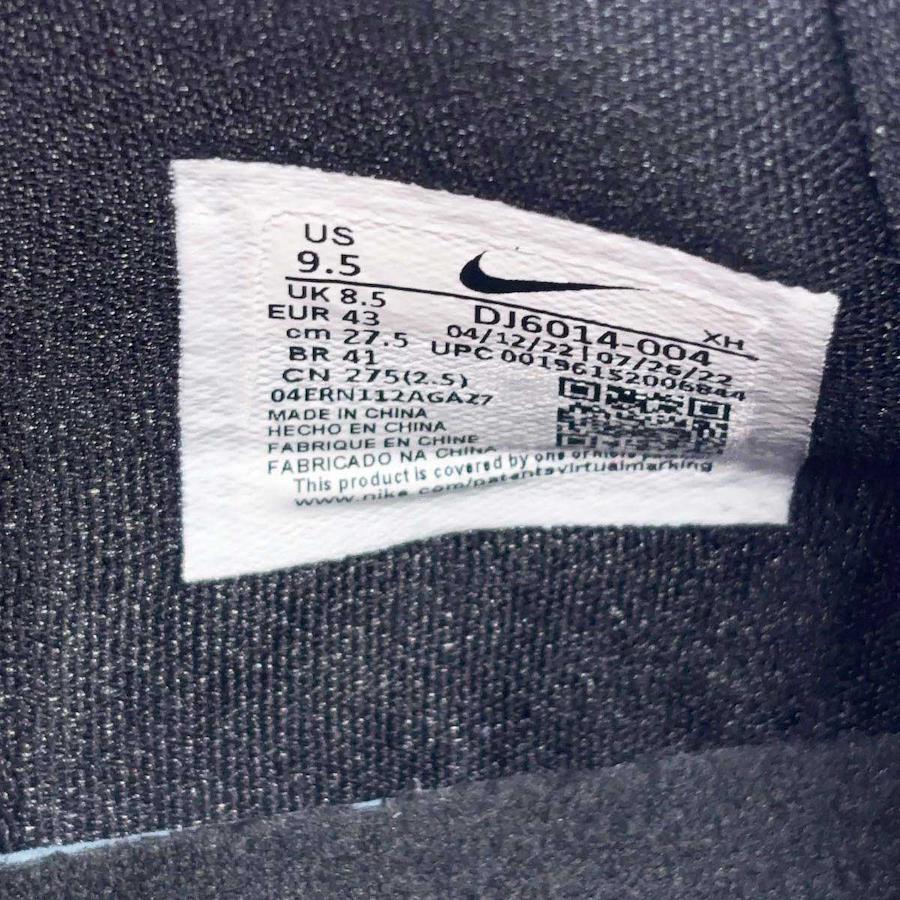 US
9.5
UK 8.5
EUR 43
cm 27.5
BR 41
CN 275(2.5)
04ERN112AGAZ7
XH
DJ6014-004
04/12/22 | 07/26/22
UPC 00196152006844
MADE IN CHINA
HECHO EN CHINA
FABRIQUE EN CHINE
FABRICADO NA CHINA
This product is covered by one or more
www.nike.com/patentsvirtualmarking